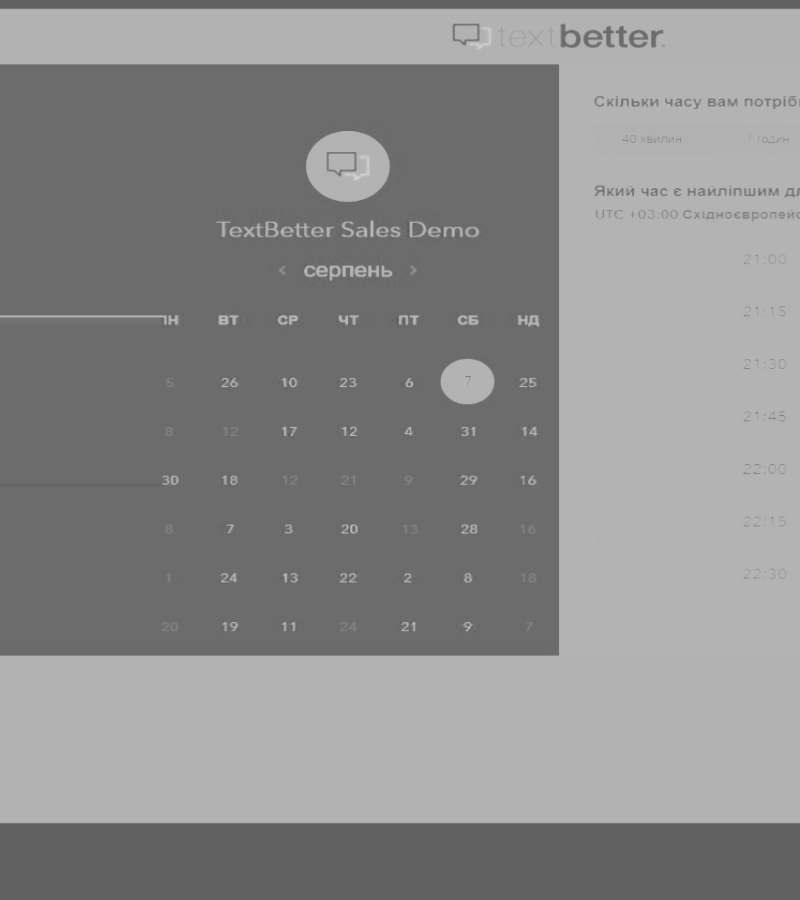 textbetter.
TextBetter Sales Demo
‹ серпень ›
ПН ВТ СР ЧТ ПТ СБ НД
5 26 10 23 6 7 25
8 12 17 12 4 31 14
30 18 12 21 9 29 16
8 7 3 20 13 28 16
1 24 13 22 2 8 18
20 19 11 24 21 9 7
Скільки часу вам потріб
40 хвилин 1 годин
Який час є найліпшим дл
UTC +03:00 Східноєвропейс
21:00
21:15
21:30
21:45
22:00
22:15
22:30